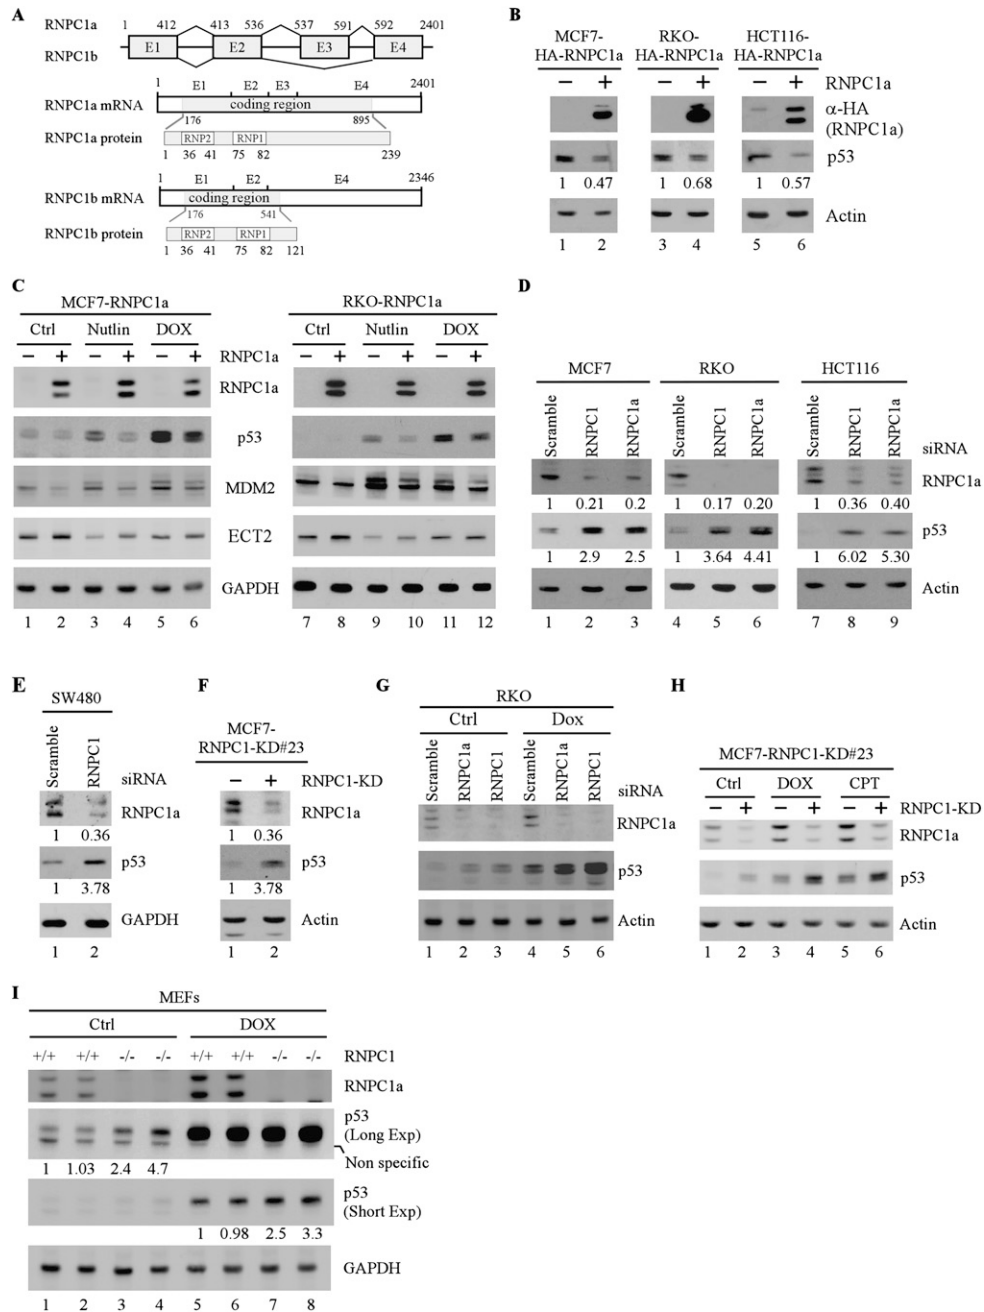 A
RNPC1a 1 412 413 536 537 591 592 2401
E1 E2 E3 E4
RNPC1b
1 2401
E1 E2 E3 E4
RNPC1a mRNA coding region
176 895
RNPC1a protein RNP2 RNP1
1 36 41 75 82 239
1 2346
E1 E2 E4
RNPC1b mRNA coding region
176 541
RNPC1b protein RNP2 RNP1
1 36 41 75 82 121
B
MCF7- RKO- HCT116-
HA-RNPC1a HA-RNPC1a HA-RNPC1a
− + − + − + RNPC1a
α-HA
(RNPC1a)
p53
1 0.47 1 0.68 1 0.57
Actin
1 2 3 4 5 6
C
MCF7-RNPC1a RKO-RNPC1a
Ctrl Nutlin DOX Ctrl Nutlin DOX
− + − + − + RNPC1a − + − + − +
RNPC1a
p53
MDM2
ECT2
GAPDH
1 2 3 4 5 6 7 8 9 10 11 12
D
MCF7 RKO HCT116
Scramble RNPC1 RNPC1a Scramble RNPC1 RNPC1a Scramble RNPC1 RNPC1a siRNA
RNPC1a
1 0.21 0.2 1 0.17 0.20 1 0.36 0.40
p53
1 2.9 2.5 1 3.64 4.41 1 6.02 5.30
Actin
1 2 3 4 5 6 7 8 9
E
SW480
Scramble RNPC1 siRNA
RNPC1a
1 0.36
p53
1 3.78
GAPDH
1 2
F
MCF7-
RNPC1-KD#23
− + RNPC1-KD
RNPC1a
1 0.36
p53
1 3.78
Actin
1 2
G
RKO
Ctrl Dox
Scramble RNPC1a RNPC1 Scramble RNPC1a RNPC1 siRNA
RNPC1a
p53
Actin
1 2 3 4 5 6
H
MCF7-RNPC1-KD#23
Ctrl DOX CPT
− + − + − + RNPC1-KD
RNPC1a
p53
Actin
1 2 3 4 5 6
I
MEFs
Ctrl DOX
+/+ +/+ -/- -/- +/+ +/+ -/- -/- RNPC1
RNPC1a
p53
(Long Exp)
Non specific
1 1.03 2.4 4.7
p53
(Short Exp)
1 0.98 2.5 3.3
GAPDH
1 2 3 4 5 6 7 8